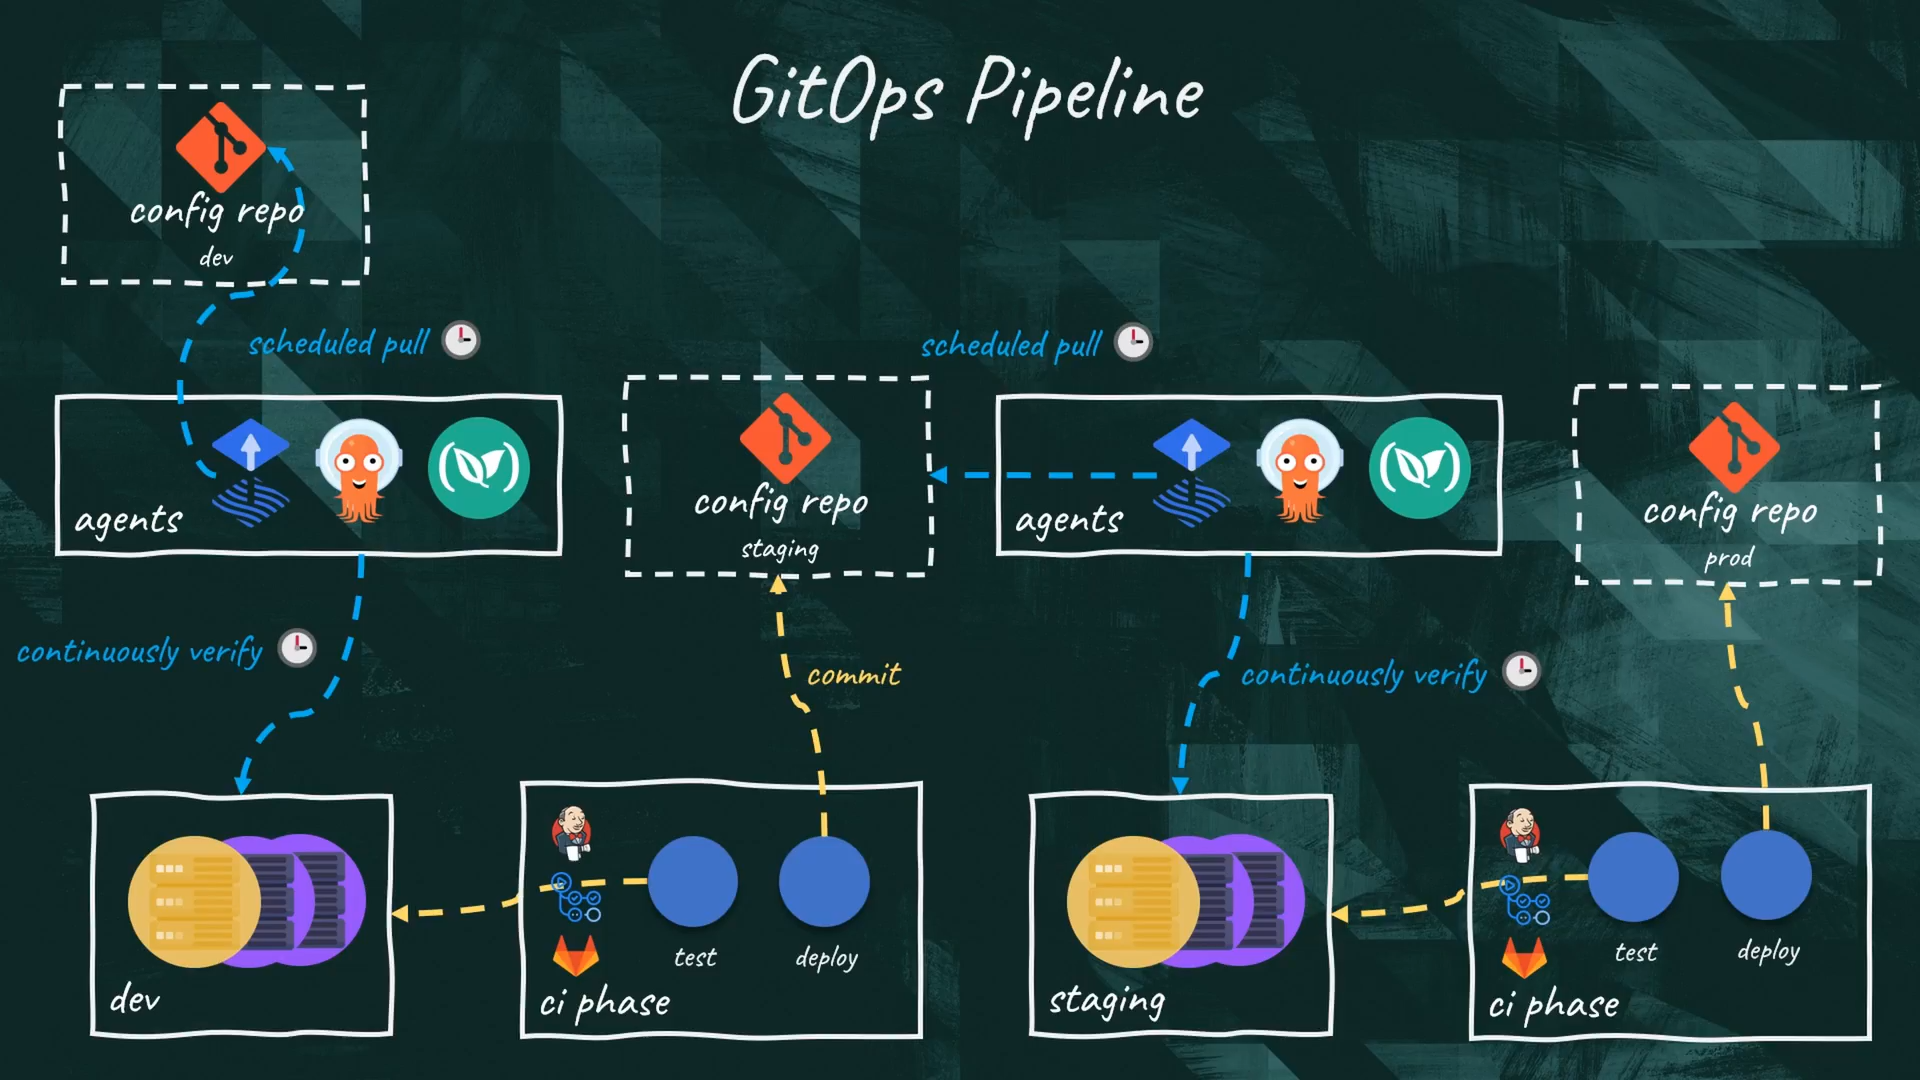 GitOps Pipeline
config repo
dev
scheduled pull
agents
continuously verify
dev
config repo
staging
commit
test
deploy
ci phase
scheduled pull
agents
continuously verify
staging
config repo
prod
test
deploy
ci phase